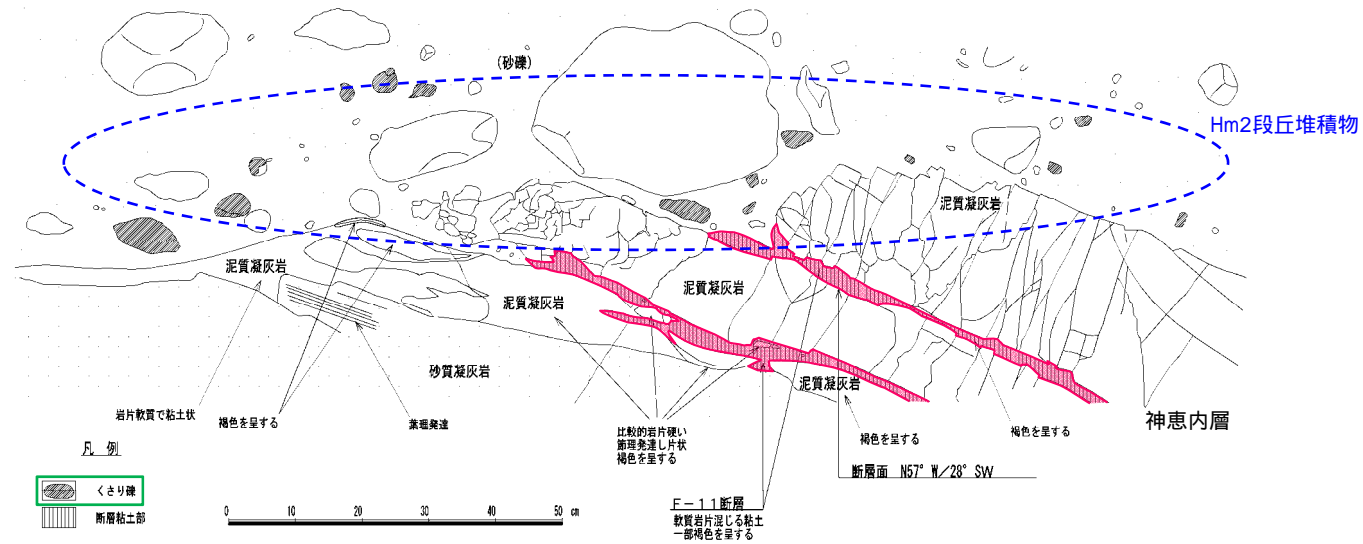 (砂礫)
Hm2段丘堆積物
泥質凝灰岩
泥質凝灰岩
泥質凝灰岩
泥質凝灰岩
砂質凝灰岩
泥質凝灰岩
岩片軟質で粘土状
褐色を呈する
葉理発達
比較的岩片硬い
節理発達し片状
褐色を呈する
褐色を呈する
褐色を呈する
神恵内層
断層面 N57°W/28°SW
F-11断層
軟質岩片混じる粘土
一部褐色を呈する
凡 例
くさり礫
断層粘土部
0 10 20 30 40 50 cm